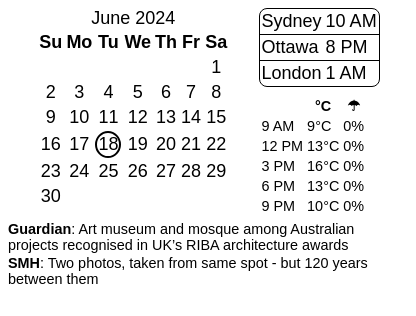 June 2024
Su Mo Tu We Th Fr Sa
1
2 3 4 5 6 7 8
9 10 11 12 13 14 15
16 17 18 19 20 21 22
23 24 25 26 27 28 29
30
Sydney 10 AM
Ottawa 8 PM
London 1 AM
°C ☂
9 AM 9°C 0%
12 PM 13°C 0%
3 PM 16°C 0%
6 PM 13°C 0%
9 PM 10°C 0%
Guardian: Art museum and mosque among Australian
projects recognised in UK's RIBA architecture awards
SMH: Two photos, taken from same spot - but 120 years
between them